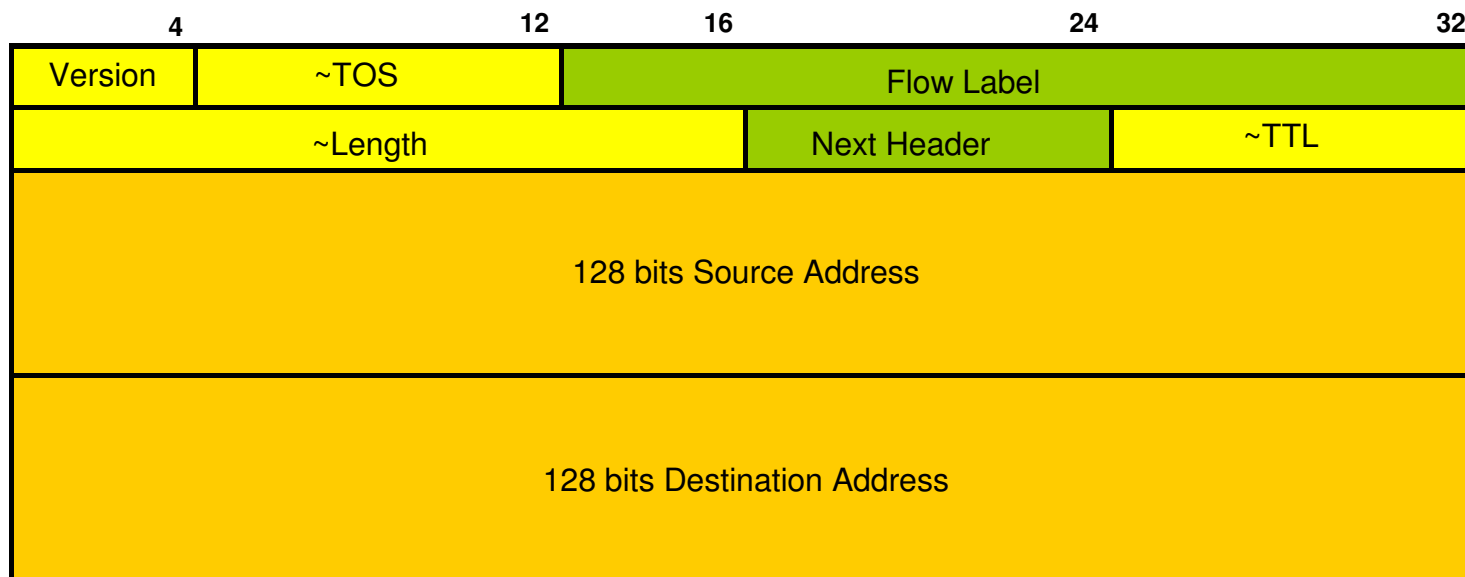 4 12 16 24 32
Version ~TOS Flow Label
~Length Next Header ~TTL
128 bits Source Address
128 bits Destination Address